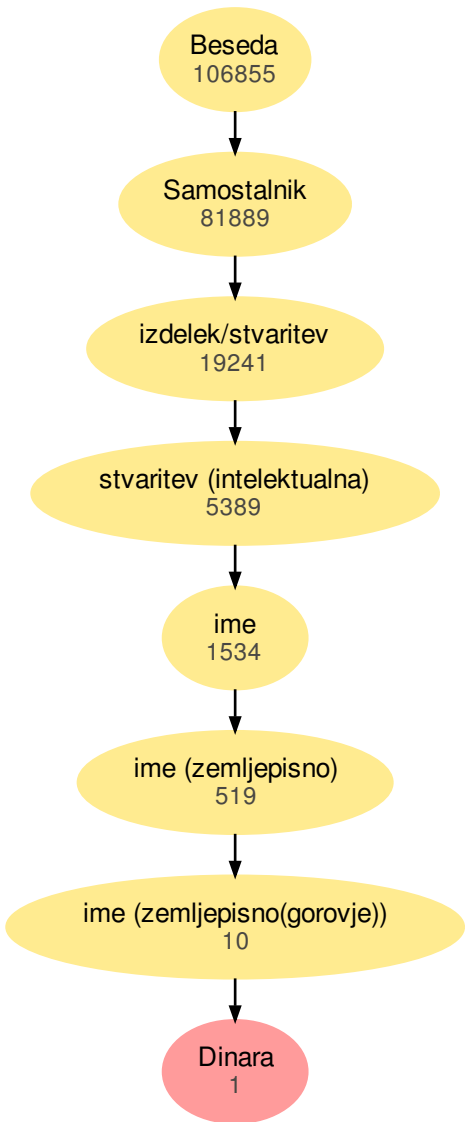 Beseda
106855
Samostalnik
81889
izdelek/stvaritev
19241
stvaritev (intelektualna)
5389
ime
1534
ime (zemljepisno)
519
ime (zemljepisno(gorovje))
10
Dinara
1